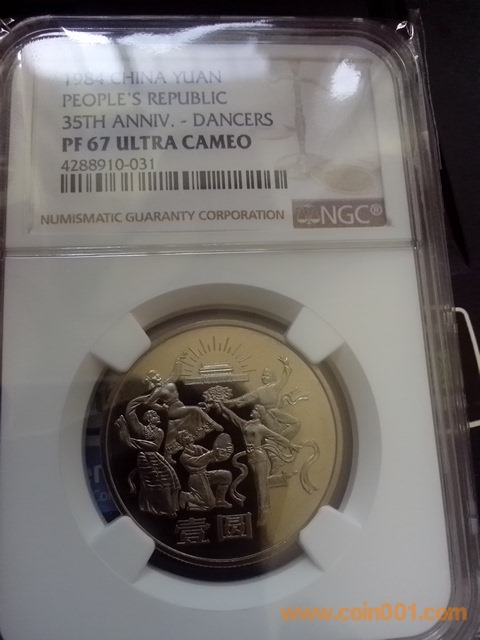 1984 CHINA YUAN
PEOPLE'S REPUBLIC
35TH ANNIV. - DANCERS
PF 67 ULTRA CAMEO
4288910-031
NUMISMATIC GUARANTY CORPORATION NGC®
壹圆
www.coin001.com